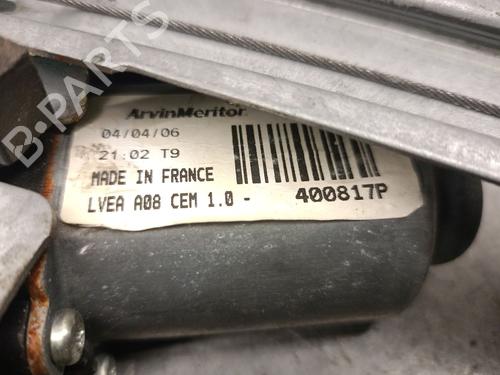 ArvinMeritor
04/04/06
21:02 T9
MADE IN FRANCE
LVEA A08 CEM 1.0 - 400817P
B-PARTS